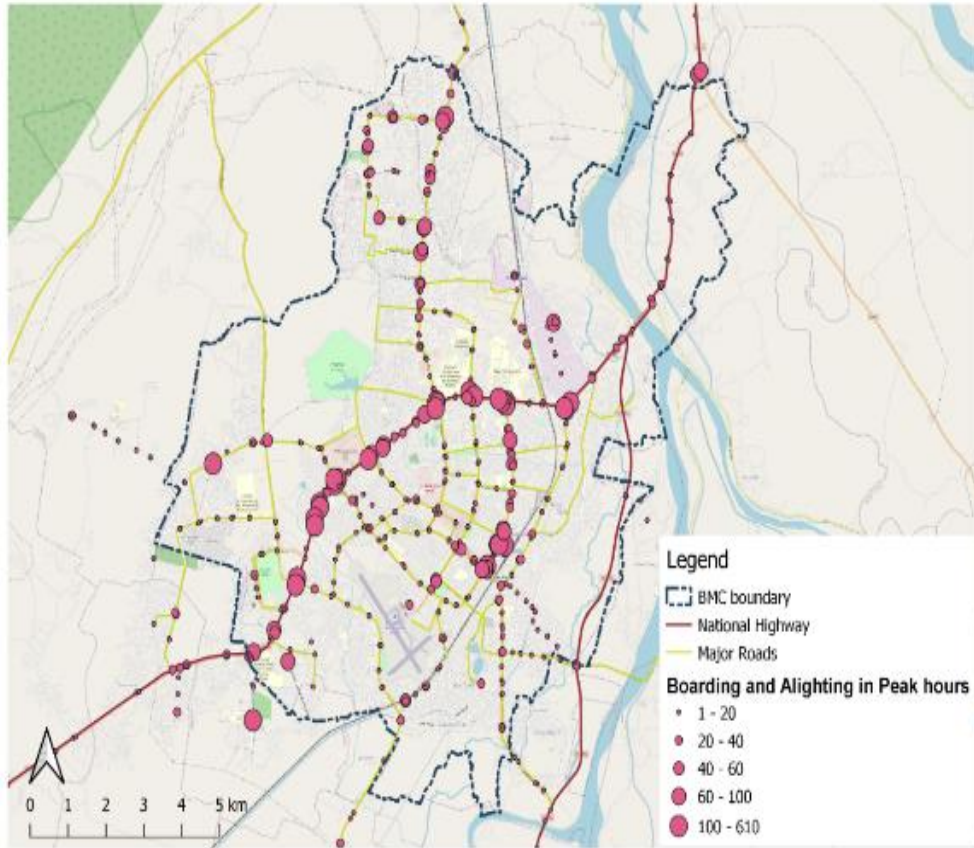 Legend
BMC boundary
National Highway
Major Roads
Boarding and Alighting in Peak hours
1 - 20
20 - 40
40 - 60
60 - 100
100 - 610
0 1 2 3 4 5 km